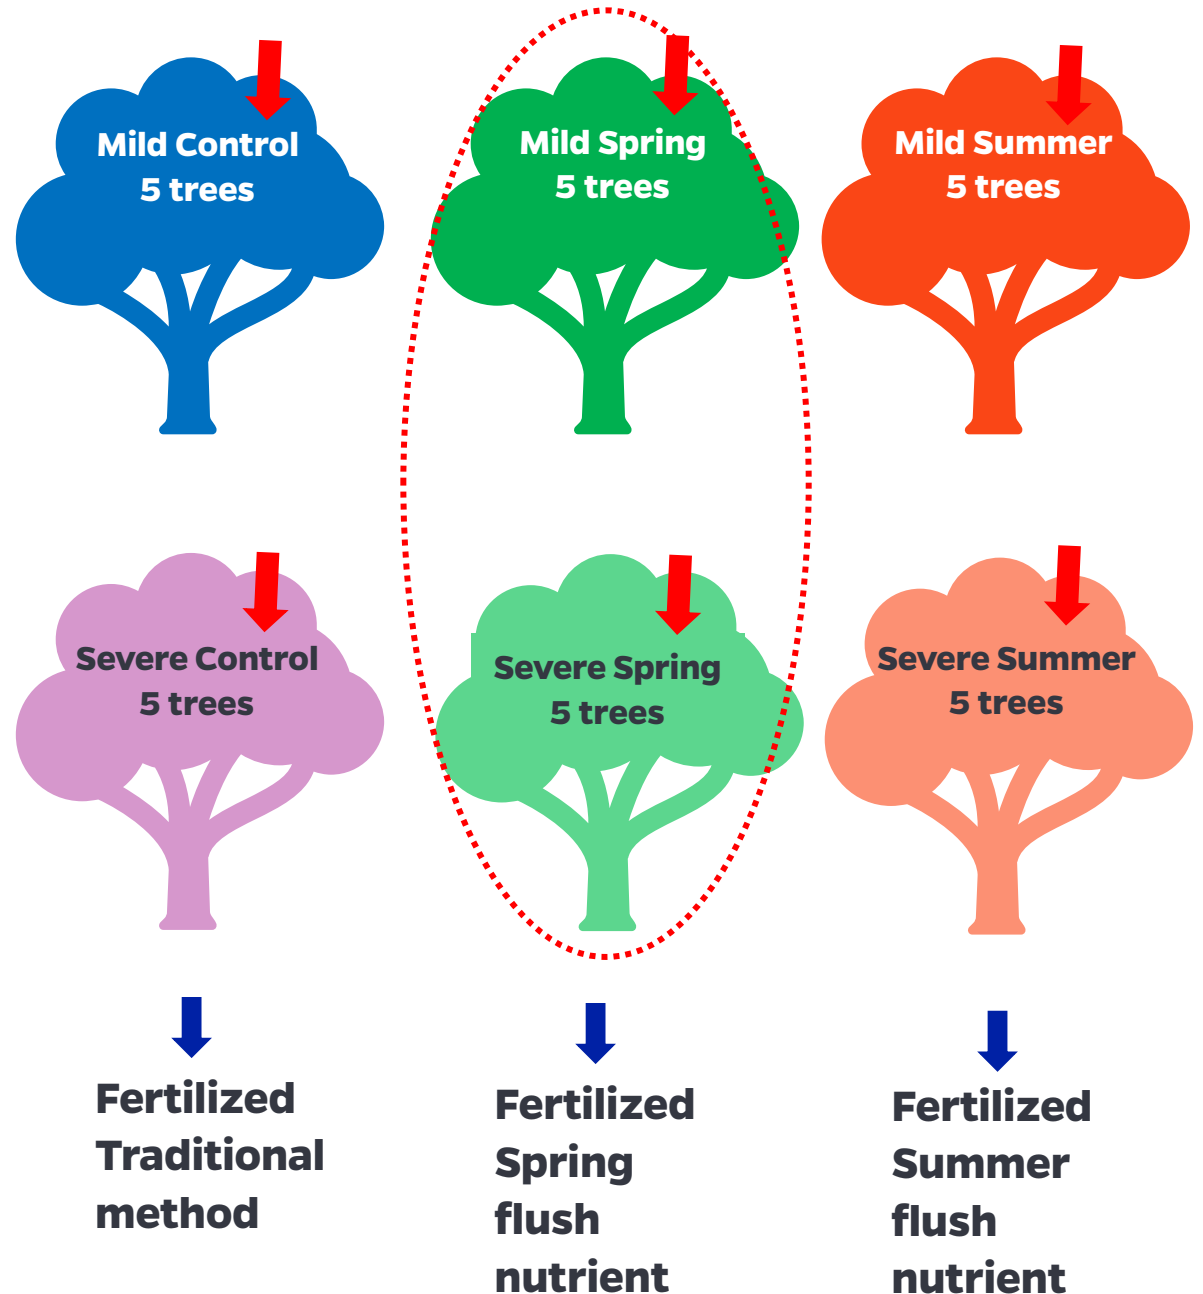 Mild Control
5 trees
Mild Spring
5 trees
Mild Summer
5 trees
Severe Control
5 trees
Severe Spring
5 trees
Severe Summer
5 trees
Fertilized
Traditional
method
Fertilized
Spring
flush
nutrient
Fertilized
Summer
flush
nutrient